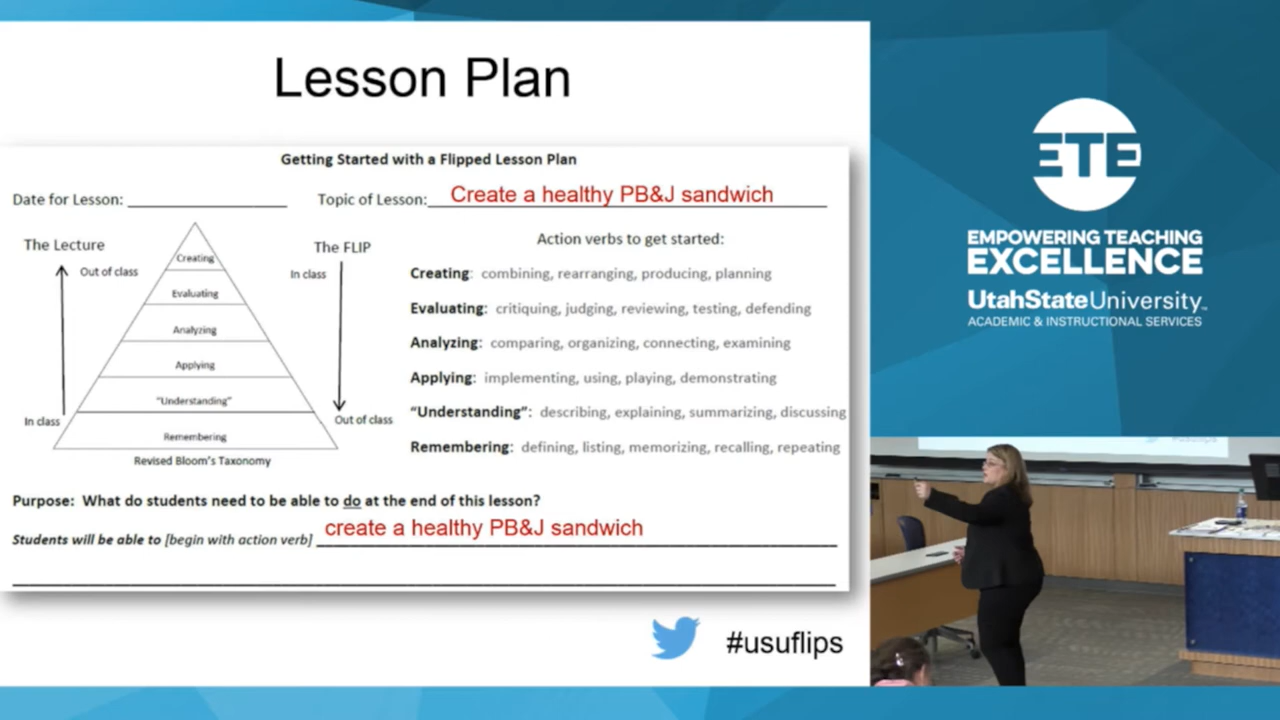 Lesson Plan
Getting Started with a Flipped Lesson Plan
Date for Lesson: Topic of Lesson: Create a healthy PB&J sandwich
The Lecture
Out of class
In class
Creating
Evaluating
Analyzing
Applying
"Understanding"
Remembering
Revised Bloom's Taxonomy
The FLIP
In class
Out of class
Action verbs to get started:
Creating: combining, rearranging, producing, planning
Evaluating: critiquing, judging, reviewing, testing, defending
Analyzing: comparing, organizing, connecting, examining
Applying: implementing, using, playing, demonstrating
"Understanding": describing, explaining, summarizing, discussing
Remembering: defining, listing, memorizing, recalling, repeating
Purpose: What do students need to be able to do at the end of this lesson?
Students will be able to [begin with action verb] create a healthy PB&J sandwich
#usuflips
ETE
EMPOWERING TEACHING
EXCELLENCE
UtahStateUniversity™
ACADEMIC & INSTRUCTIONAL SERVICES
#usuflips